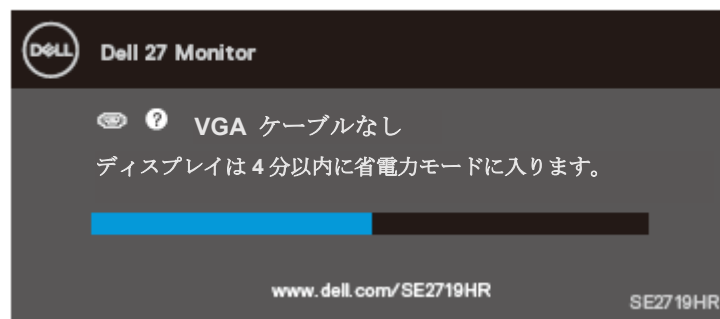 DELL
Dell 27 Monitor
? VGA ケーブルなし
ディスプレイは 4 分以内に省電力モードに入ります。
www.dell.com/SE2719HR
SE2719HR